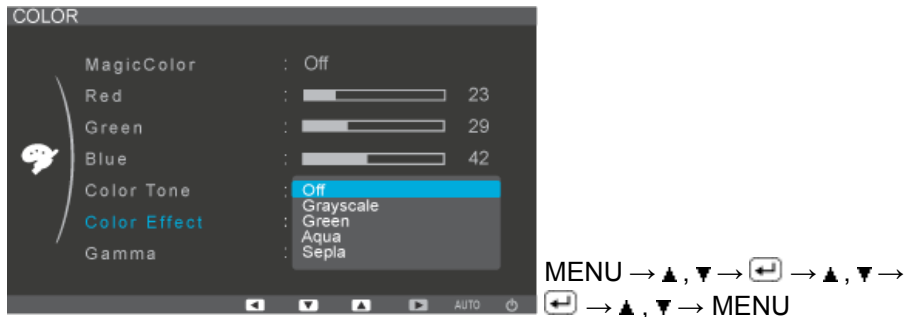 COLOR
MagicColor : Off
Red : 23
Green : 29
Blue : 42
Color Tone :
Color Effect :
Gamma :
Off
Grayscale
Green
Aqua
Sepla
AUTO
MENU → ▲ , ▼ → ↵ → ▲ , ▼ →
↵ → ▲ , ▼ → MENU